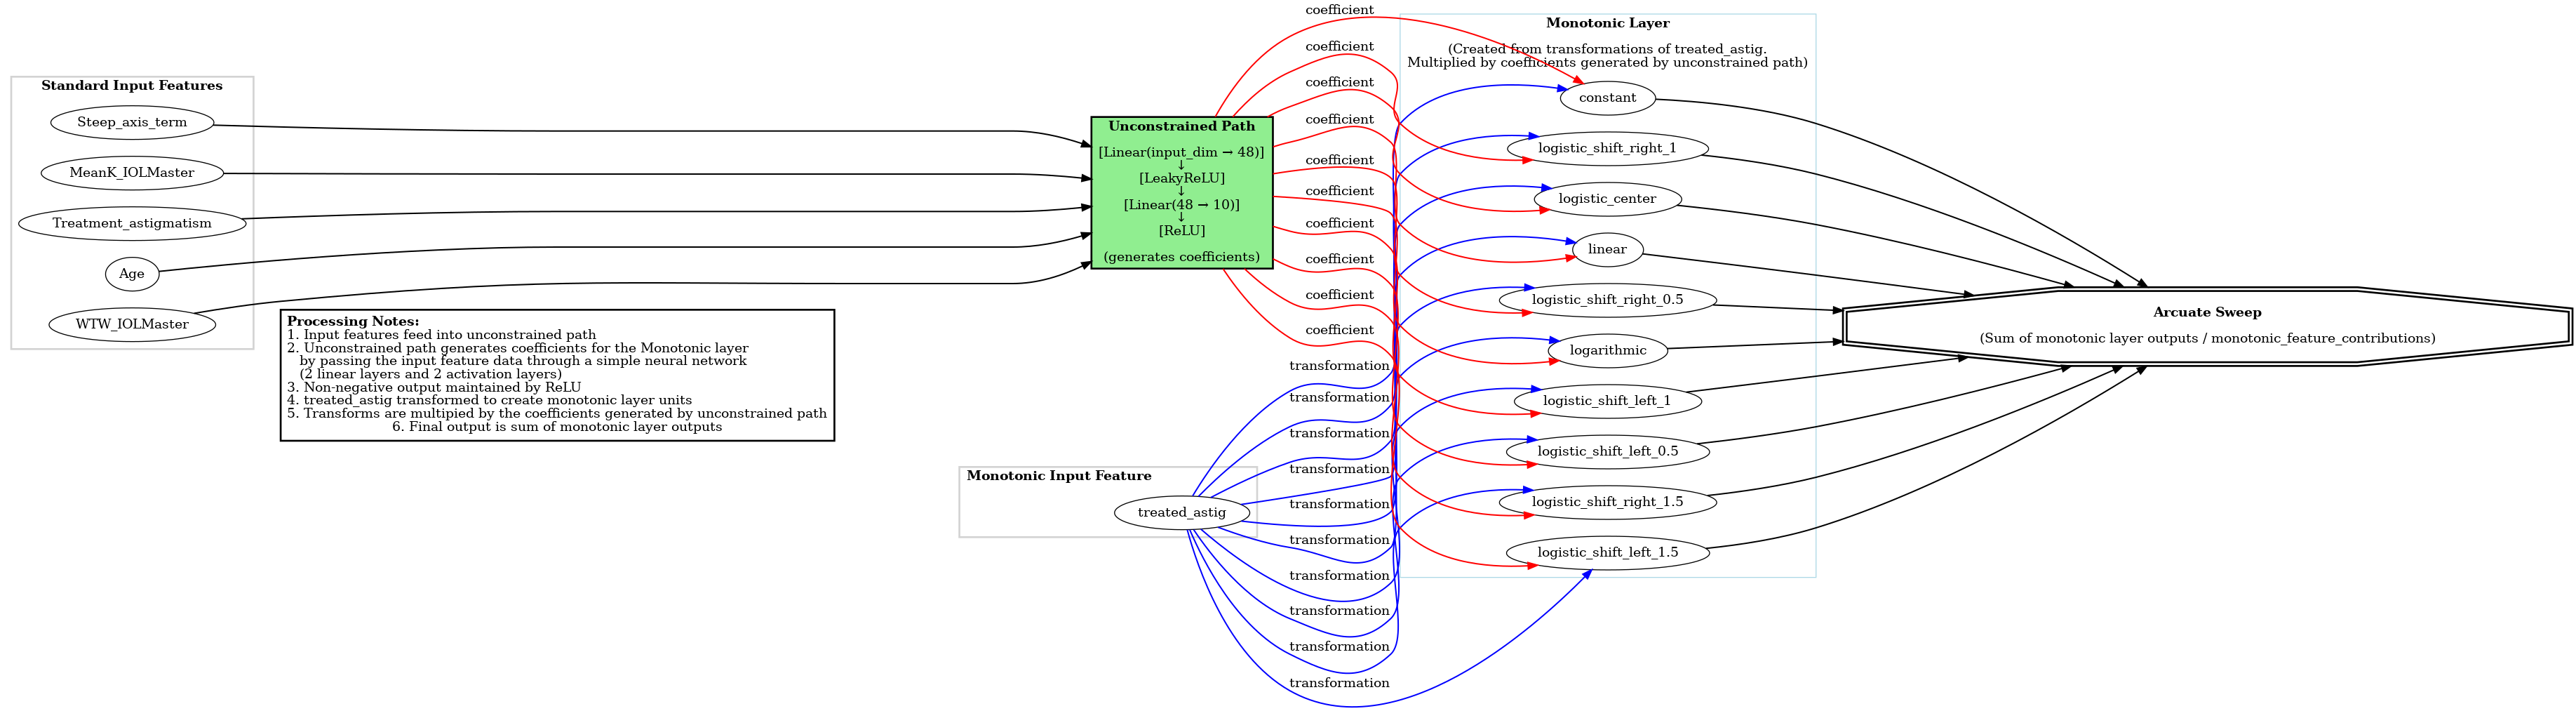 Standard Input Features
Steep_axis_term
MeanK_IOLMaster
Treatment_astigmatism
Age
WTW_IOLMaster
Processing Notes:
1. Input features feed into unconstrained path
2. Unconstrained path generates coefficients for the Monotonic layer
by passing the input feature data through a simple neural network
(2 linear layers and 2 activation layers)
3. Non-negative output maintained by ReLU
4. treated_astig transformed to create monotonic layer units
5. Transforms are multipied by the coefficients generated by unconstrained path
6. Final output is sum of monotonic layer outputs
Monotonic Input Feature
treated_astig
Unconstrained Path
[Linear(input_dim → 48)]
↓
[LeakyReLU]
↓
[Linear(48 → 10)]
↓
[ReLU]
(generates coefficients)
coefficient
coefficient
coefficient
coefficient
coefficient
coefficient
coefficient
coefficient
coefficient
coefficient
transformation
transformation
transformation
transformation
transformation
transformation
transformation
transformation
transformation
transformation
Monotonic Layer
(Created from transformations of treated_astig.
Multiplied by coefficients generated by unconstrained path)
constant
logistic_shift_right_1
logistic_center
linear
logistic_shift_right_0.5
logarithmic
logistic_shift_left_1
logistic_shift_left_0.5
logistic_shift_right_1.5
logistic_shift_left_1.5
Arcuate Sweep
(Sum of monotonic layer outputs / monotonic_feature_contributions)